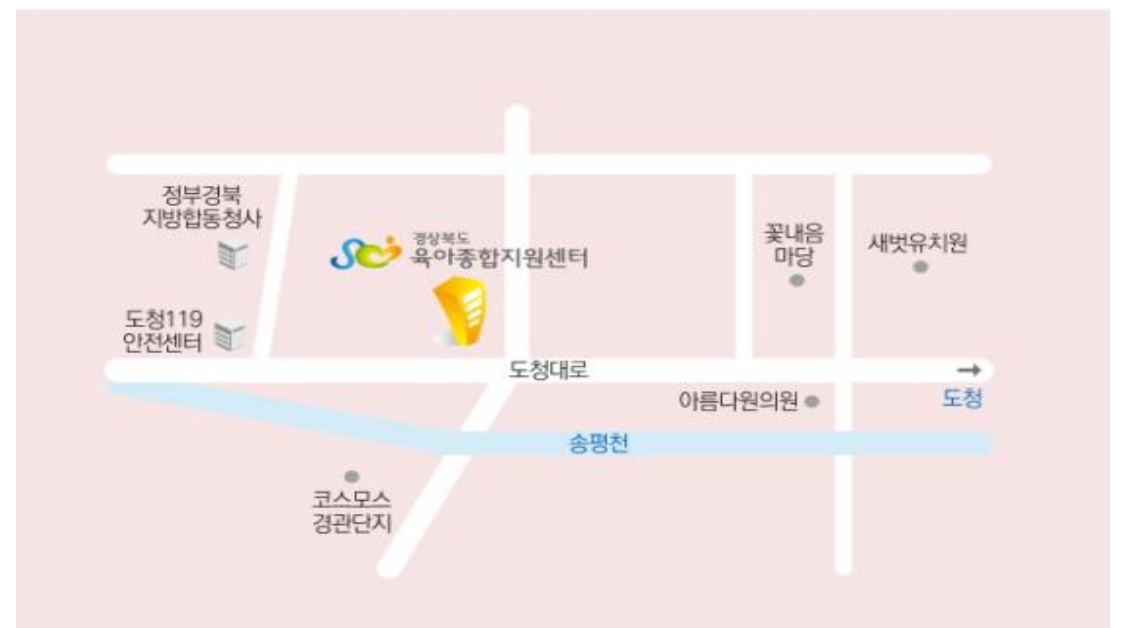 정부경북
지방합동청사
경상북도
육아종합지원센터
꽃내음
마당
새벗유치원
도청119
안전센터
도청대로
→
아름다원의원
도청
송평천
코스모스
경관단지